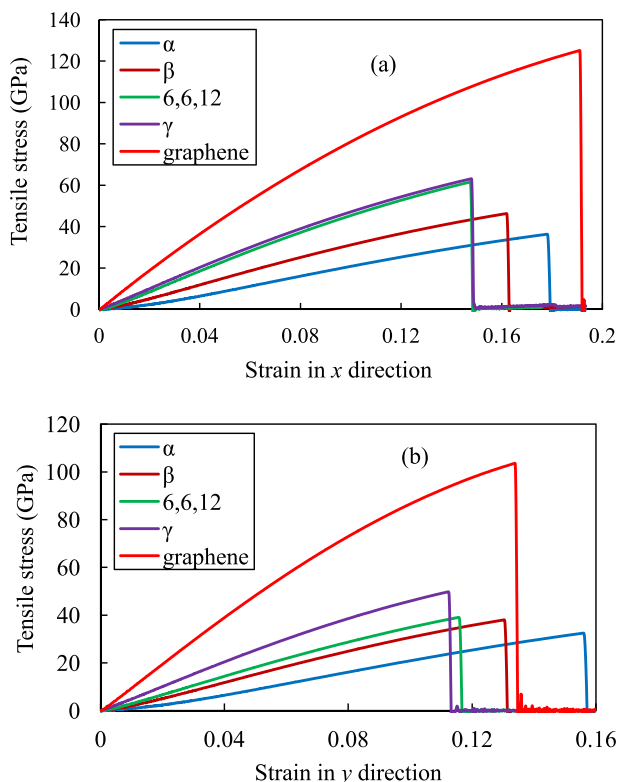 140
120
100
80
60
40
20
0
Tensile stress (GPa)
α
β
6,6,12
γ
graphene
(a)
0 0.04 0.08 0.12 0.16 0.2
Strain in x direction
120
100
80
60
40
20
0
Tensile stress (GPa)
α
β
6,6,12
γ
graphene
(b)
0 0.04 0.08 0.12 0.16
Strain in y direction